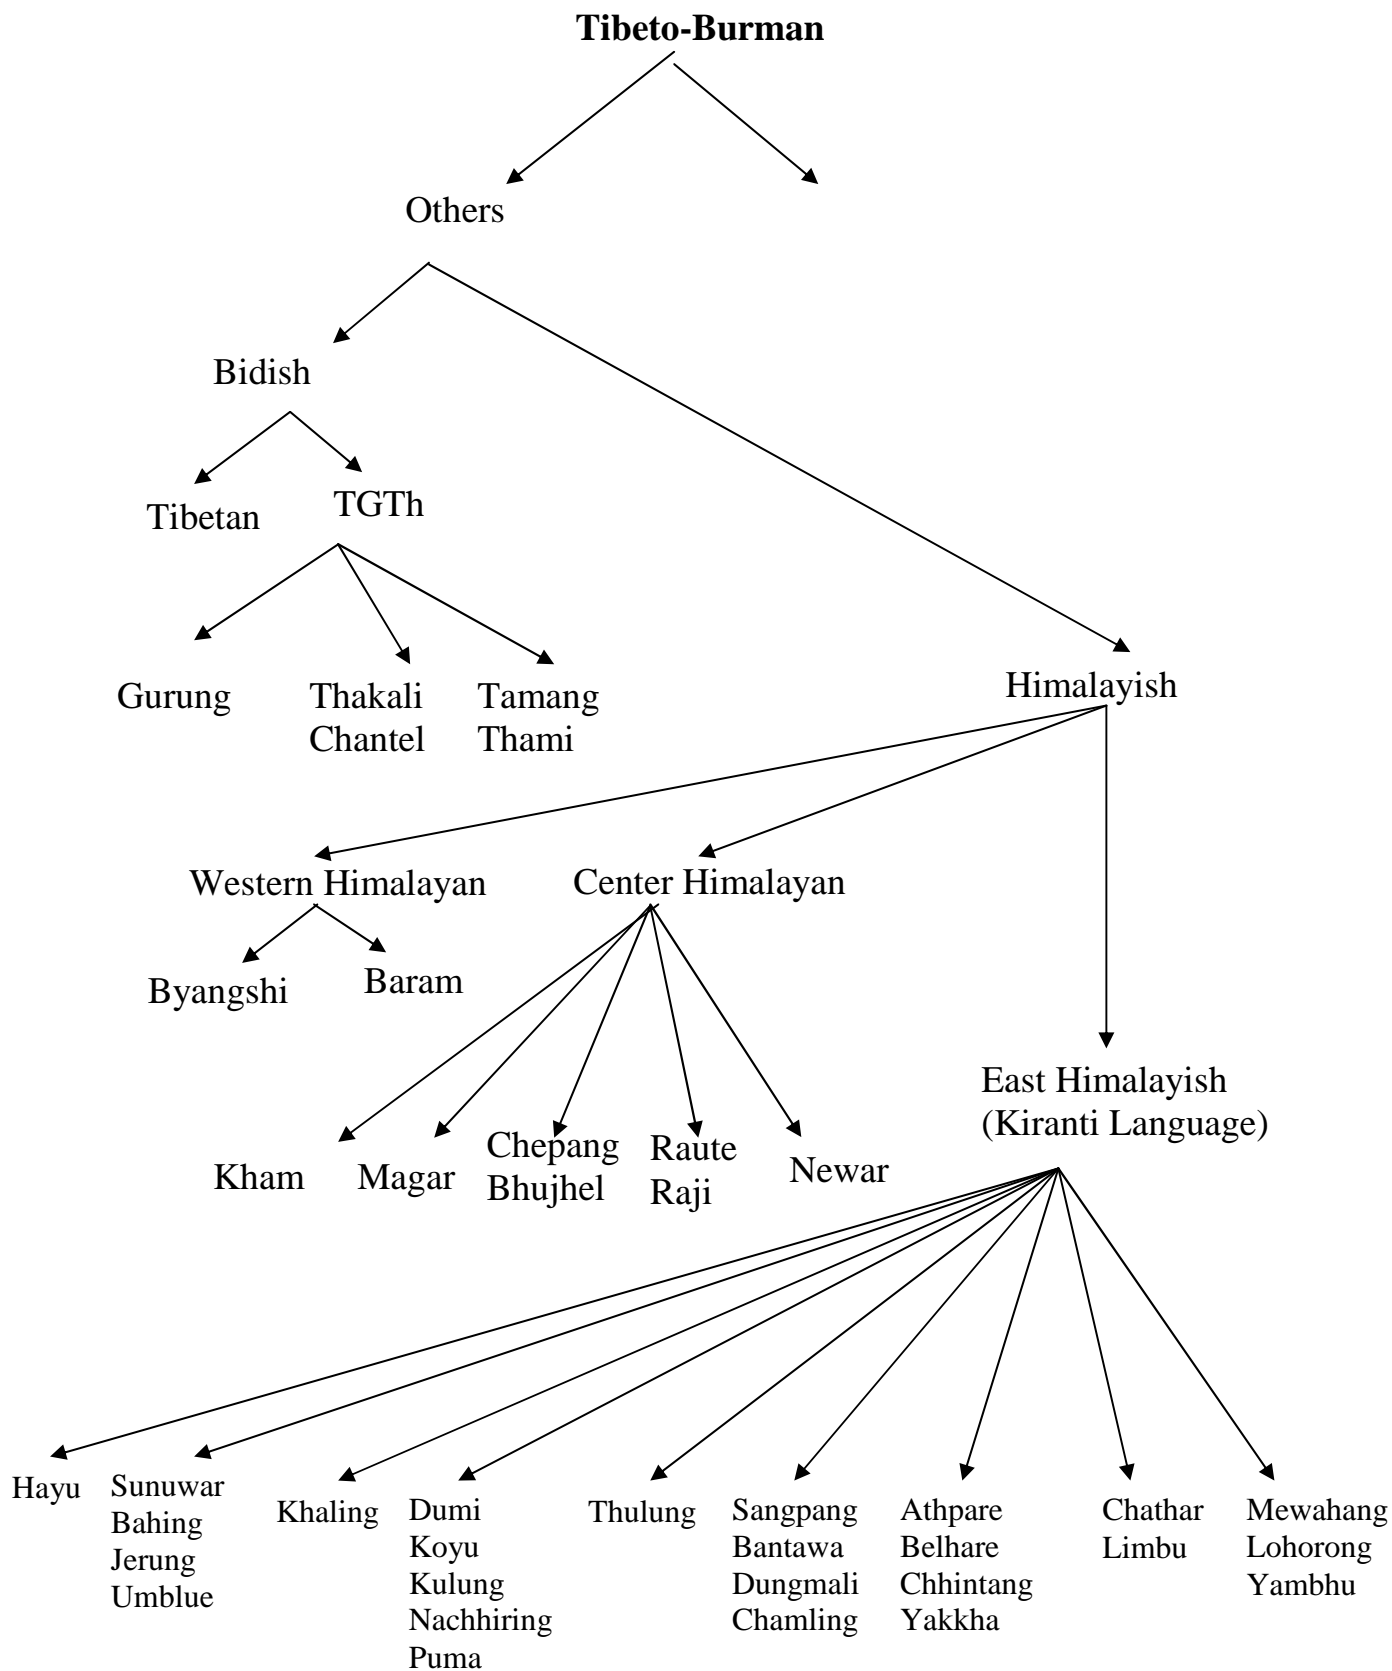 Tibeto-Burman
Others
Bidish
Tibetan
TGTh
Gurung
Thakali
Chantel
Tamang
Thami
Himalayish
Western Himalayan
Center Himalayan
Byangshi
Baram
East Himalayish
(Kiranti Language)
Kham
Magar
Chepang
Bhujhel
Raute
Raji
Newar
Hayu
Sunuwar
Bahing
Jerung
Umblue
Khaling
Dumi
Koyu
Kulung
Nachhiring
Puma
Thulung
Sangpang
Bantawa
Dungmali
Chamling
Athpare
Belhare
Chhintang
Yakkha
Chathar
Limbu
Mewahang
Lohorong
Yambhu